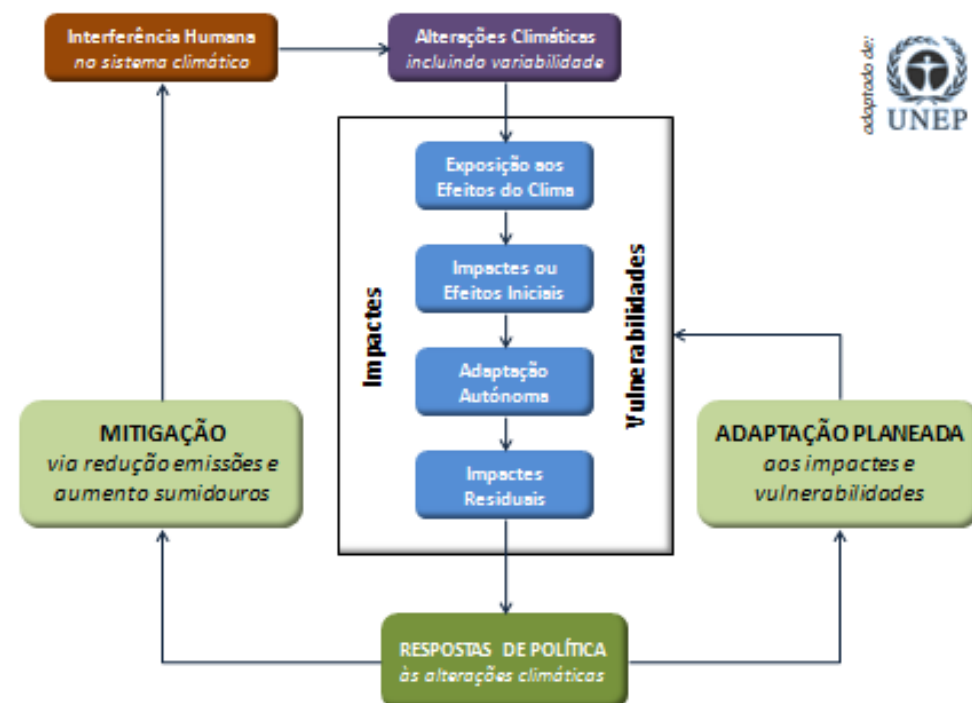 Interferência Humana
no sistema climático
Alterações Climáticas
incluindo variabilidade
adaptado de:
UNEP
Exposição aos
Efeitos do Clima
Impactes ou
Efeitos Iniciais
Impactes
Vulnerabilidades
Adaptação
Autónoma
Impactes
Residuais
MITIGAÇÃO
via redução emissões e
aumento sumidouros
ADAPTAÇÃO PLANEADA
aos impactes e
vulnerabilidades
RESPOSTAS DE POLÍTICA
às alterações climáticas